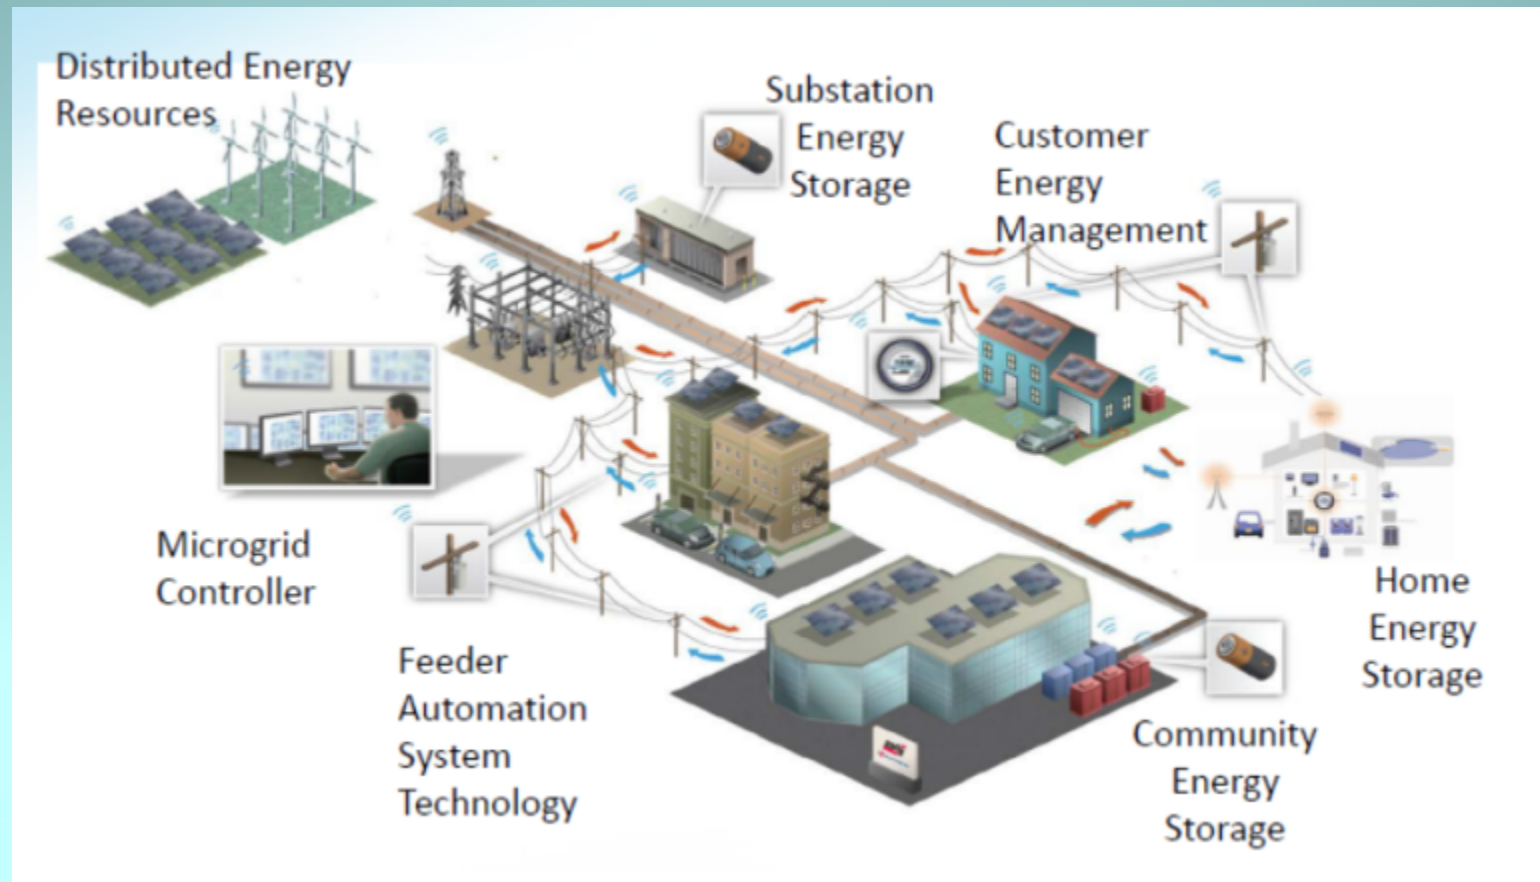 Distributed Energy
Resources
Substation
Energy
Storage
Customer
Energy
Management
Microgrid
Controller
Feeder
Automation
System
Technology
Home
Energy
Storage
Community
Energy
Storage